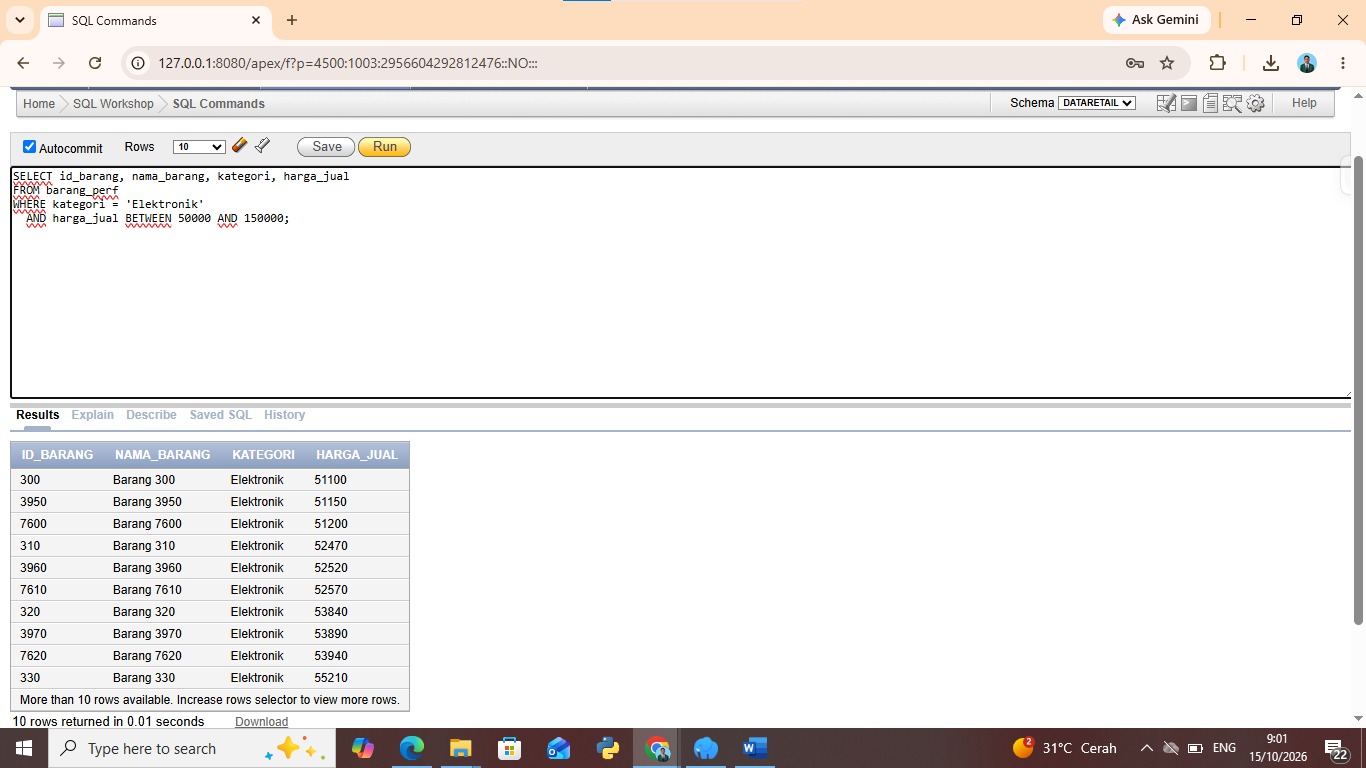 SQL Commands
Ask Gemini
127.0.0.1:8080/apex/f?p=4500:1003:2956604292812476::NO:::
Home SQL Workshop SQL Commands Schema DATARETAIL Help
Autocommit Rows 10 Save Run
SELECT id_barang, nama_barang, kategori, harga_jual
FROM barang_perf
WHERE kategori = 'Elektronik'
AND harga_jual BETWEEN 50000 AND 150000;
Results Explain Describe Saved SQL History
ID_BARANG NAMA_BARANG KATEGORI HARGA_JUAL
300 Barang 300 Elektronik 51100
3950 Barang 3950 Elektronik 51150
7600 Barang 7600 Elektronik 51200
310 Barang 310 Elektronik 52470
3960 Barang 3960 Elektronik 52520
7610 Barang 7610 Elektronik 52570
320 Barang 320 Elektronik 53840
3970 Barang 3970 Elektronik 53890
7620 Barang 7620 Elektronik 53940
330 Barang 330 Elektronik 55210
More than 10 rows available. Increase rows selector to view more rows.
10 rows returned in 0.01 seconds Download
Type here to search
2
31°C Cerah
ENG
9:01
15/10/2026
22